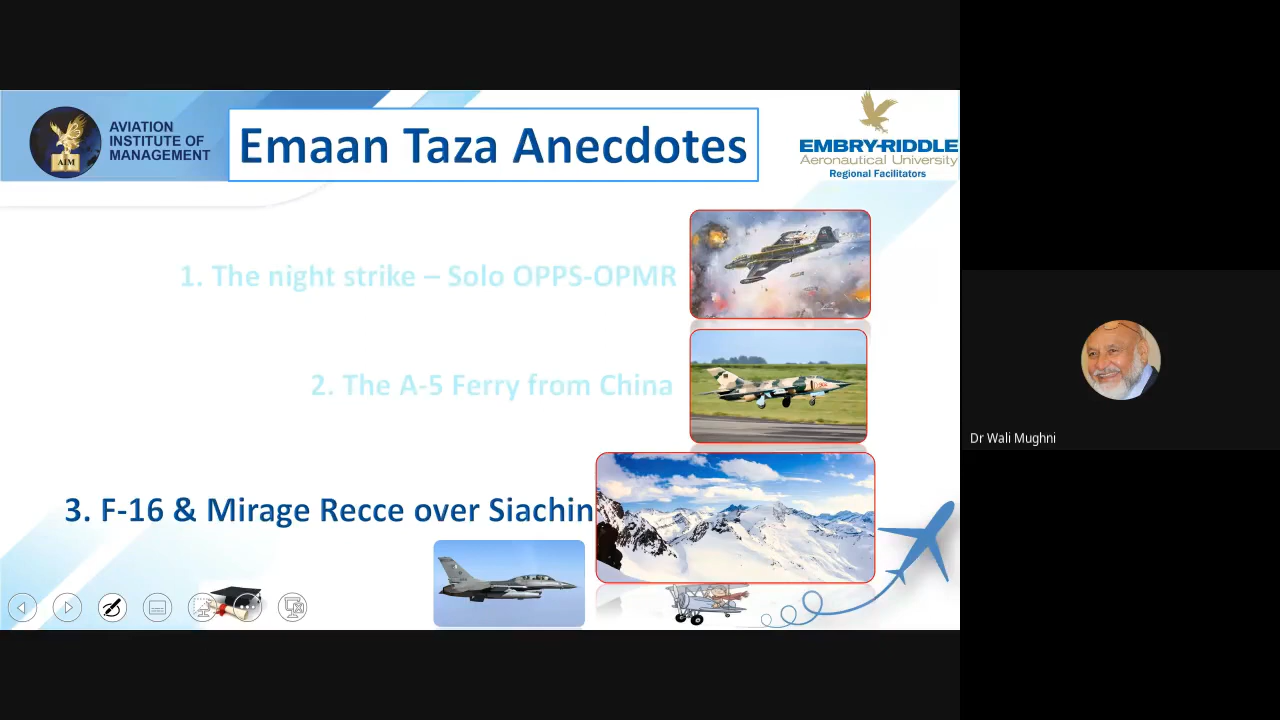 AVIATION
INSTITUTE OF
MANAGEMENT
AIM
Emaan Taza Anecdotes
EMBRY-RIDDLE
Aeronautical University
Regional Facilitators
1. The night strike – Solo OPPS-OPMR
2. The A-5 Ferry from China
3. F-16 & Mirage Recce over Siachin
Dr Wali Mughni